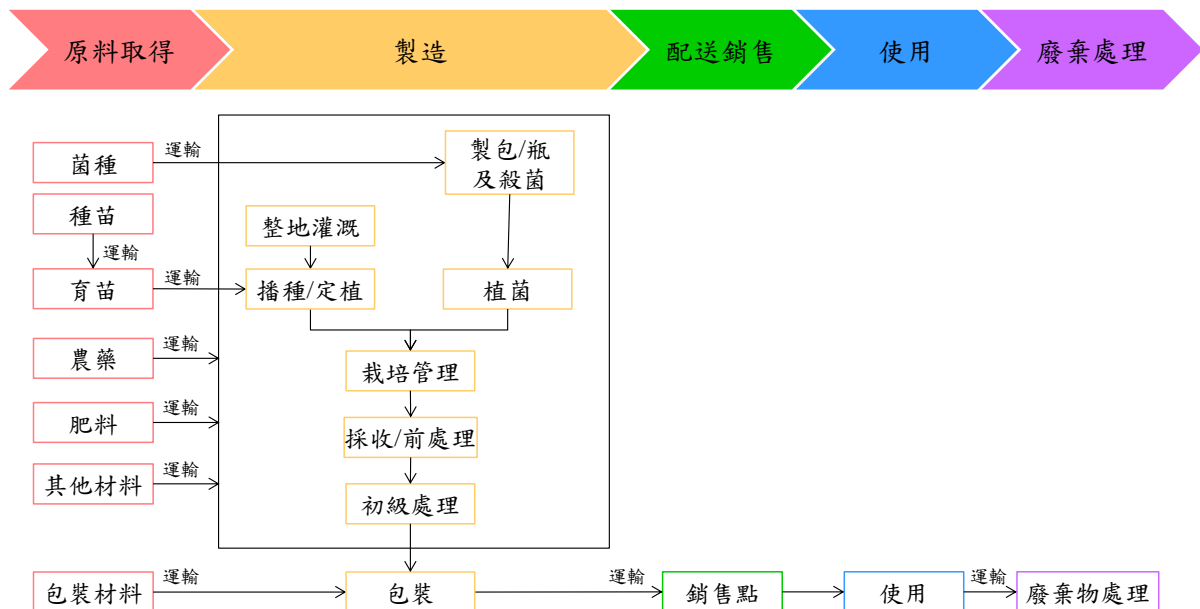 原料取得
製造
配送銷售
使用
廢棄處理
菌種
運輸
製包/瓶
及殺菌
種苗
運輸
整地灌溉
育苗
運輸
播種/定植
植菌
農藥
運輸
栽培管理
肥料
運輸
採收/前處理
其他材料
運輸
初級處理
包裝材料
運輸
包裝
運輸
銷售點
使用
運輸
廢棄物處理